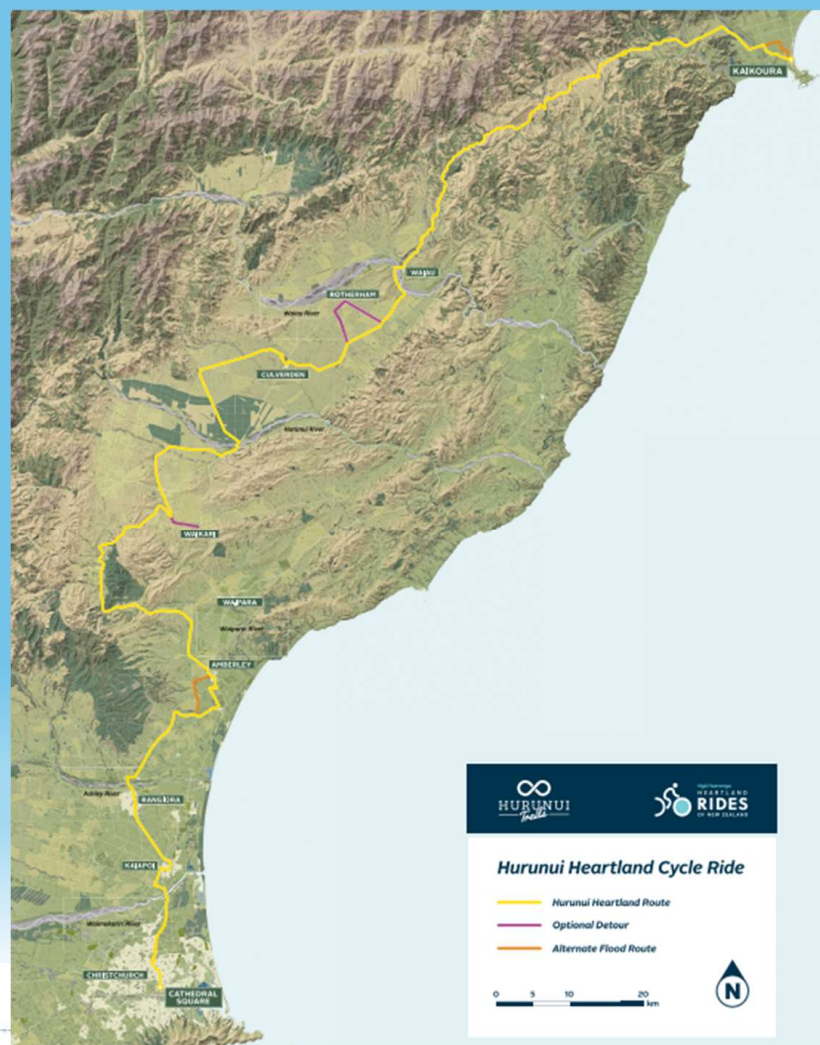 KAIKOURA
WAIAU
ROTHERHAM
Waiau River
CULVERDEN
Hurunui River
WAIKARI
WAIPARA
Waipara River
AMBERLEY
Ashley River
RANGIORA
KAIAPOI
Waimakariri River
CHRISTCHURCH
CATHEDRAL
SQUARE
HURUNUI
Trails
HEARTLAND
RIDES
OF NEW ZEALAND
Hurunui Heartland Cycle Ride
Hurunui Heartland Route
Optional Detour
Alternate Flood Route
0 5 10 20
km
N